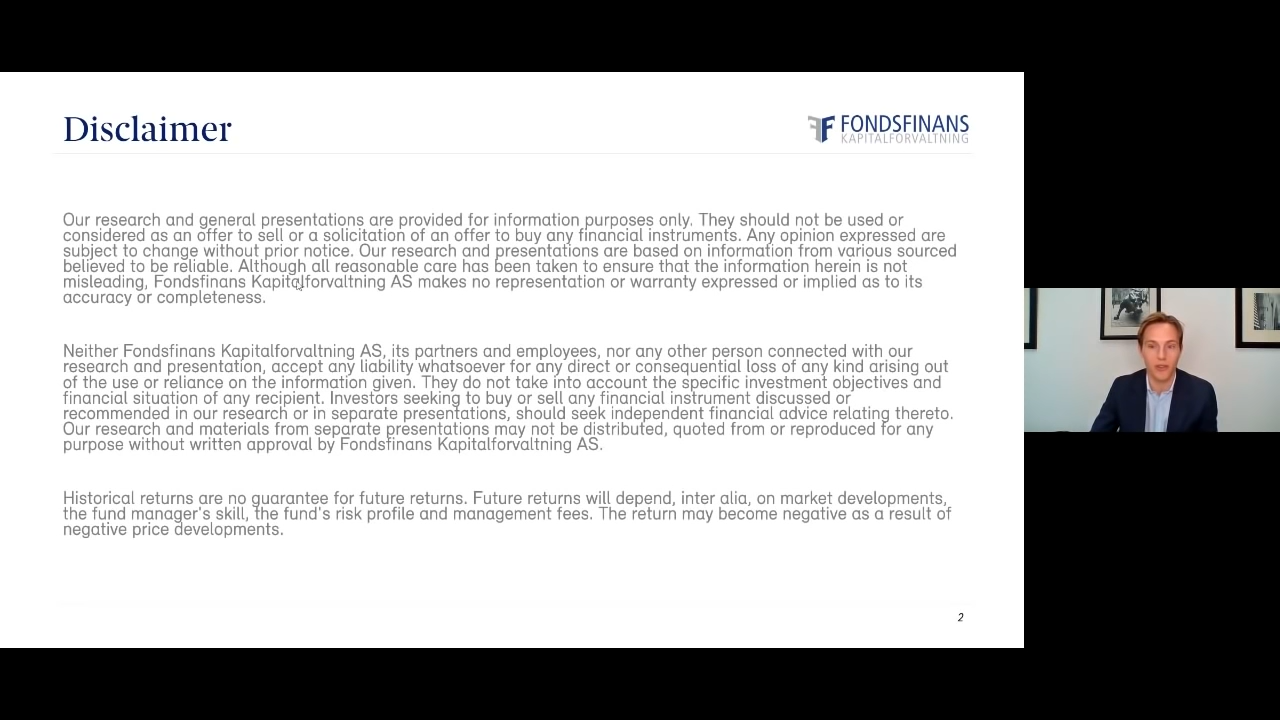 Disclaimer
FONDSFINANS
KAPITALFORVALTNING
Our research and general presentations are provided for information purposes only. They should not be used or
considered as an offer to sell or a solicitation of an offer to buy any financial instruments. Any opinion expressed are
subject to change without prior notice. Our research and presentations are based on information from various sourced
believed to be reliable. Although all reasonable care has been taken to ensure that the information herein is not
misleading, Fondsfinans Kapitalforvaltning AS makes no representation or warranty expressed or implied as to its
accuracy or completeness.
Neither Fondsfinans Kapitalforvaltning AS, its partners and employees, nor any other person connected with our
research and presentation, accept any liability whatsoever for any direct or consequential loss of any kind arising out
of the use or reliance on the information given. They do not take into account the specific investment objectives and
financial situation of any recipient. Investors seeking to buy or sell any financial instrument discussed or
recommended in our research or in separate presentations, should seek independent financial advice relating thereto.
Our research and materials from separate presentations may not be distributed, quoted from or reproduced for any
purpose without written approval by Fondsfinans Kapitalforvaltning AS.
Historical returns are no guarantee for future returns. Future returns will depend, inter alia, on market developments,
the fund manager's skill, the fund's risk profile and management fees. The return may become negative as a result of
negative price developments.
2